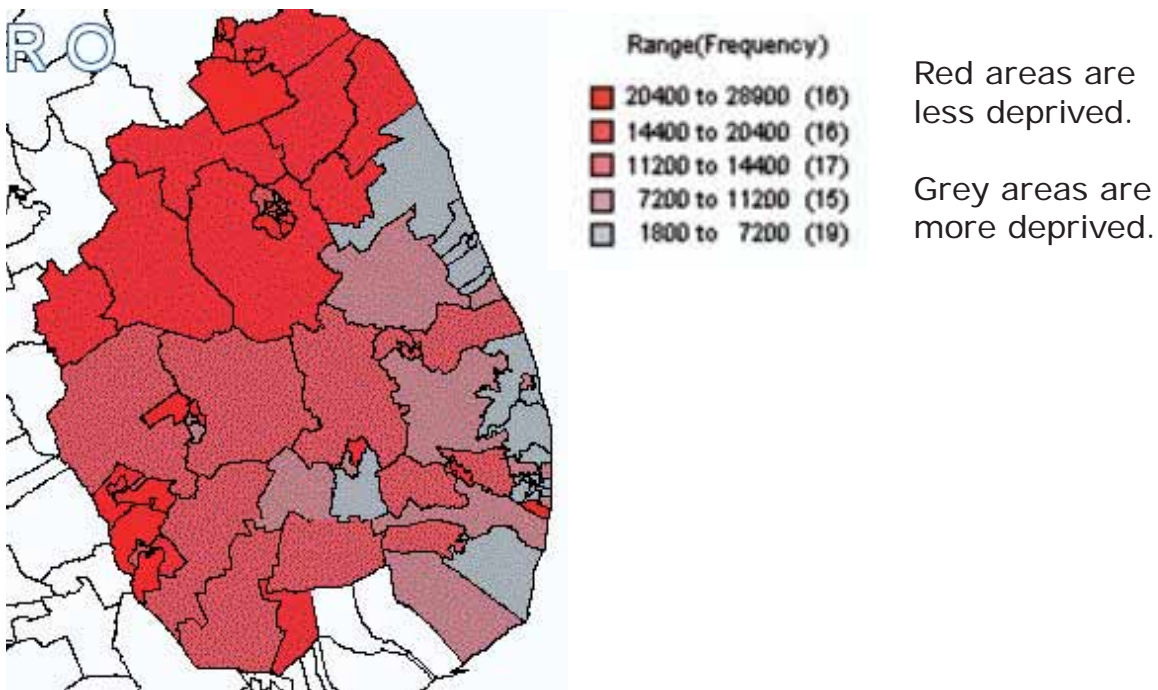 R O
Range(Frequency)
20400 to 28900 (16)
14400 to 20400 (16)
11200 to 14400 (17)
7200 to 11200 (15)
1800 to 7200 (19)
Red areas are
less deprived.
Grey areas are
more deprived.